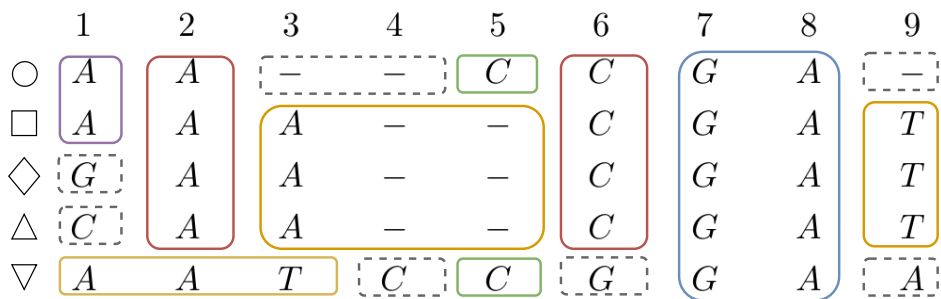 1 2 3 4 5 6 7 8 9
○ A A – – C C G A –
□ A A A – – C G A T
◇ G A A – – C G A T
△ C A A – – C G A T
▽ A A T C C G G A A